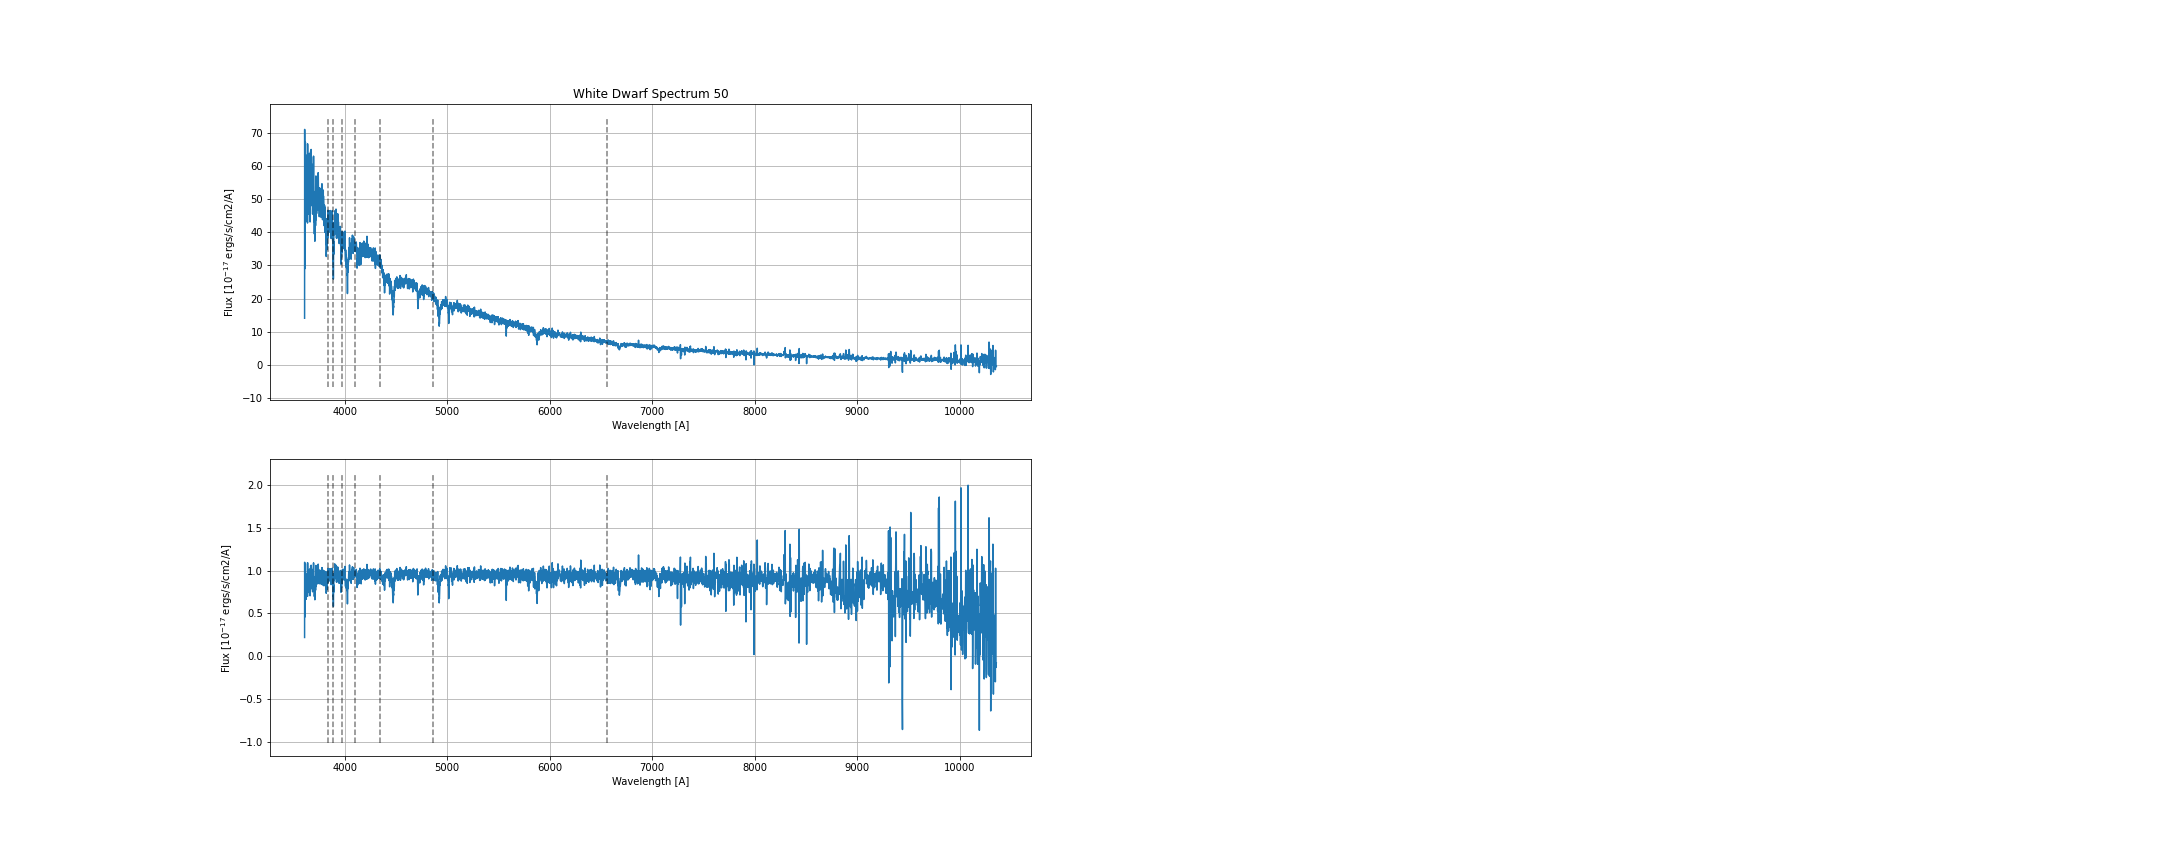 White Dwarf Spectrum 50
Flux [10⁻¹⁷ ergs/s/cm2/A]
70
60
50
40
30
20
10
0
−10
4000 5000 6000 7000 8000 9000 10000
Wavelength [A]
Flux [10⁻¹⁷ ergs/s/cm2/A]
2.0
1.5
1.0
0.5
0.0
−0.5
−1.0
4000 5000 6000 7000 8000 9000 10000
Wavelength [A]